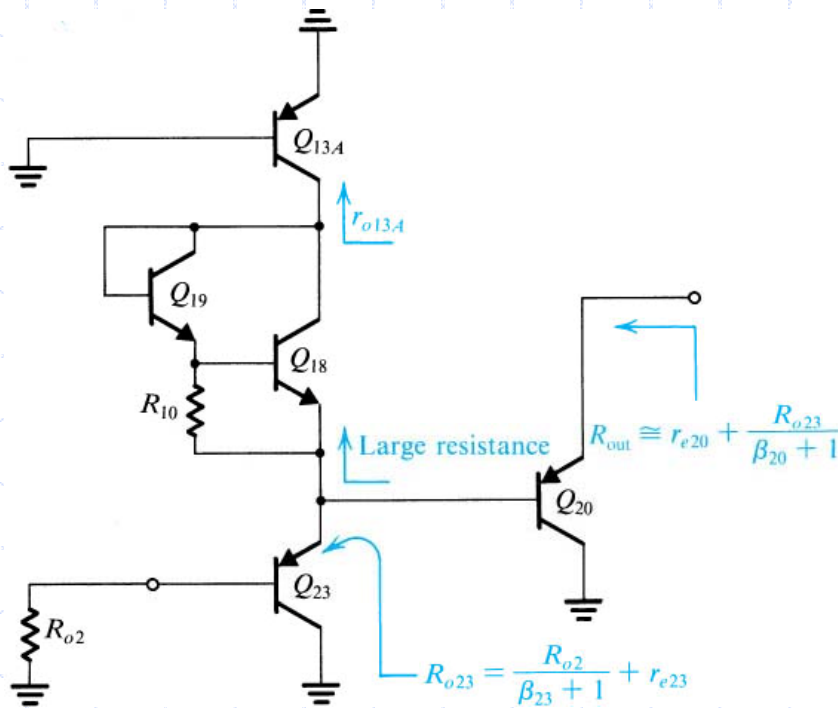 Q13A
ro13A
Q19
Q18
R10
Large resistance
Rout ≅ re20 + Ro23 / β20 + 1
Q20
Q23
Ro2
Ro23 = Ro2 / β23 + 1 + re23